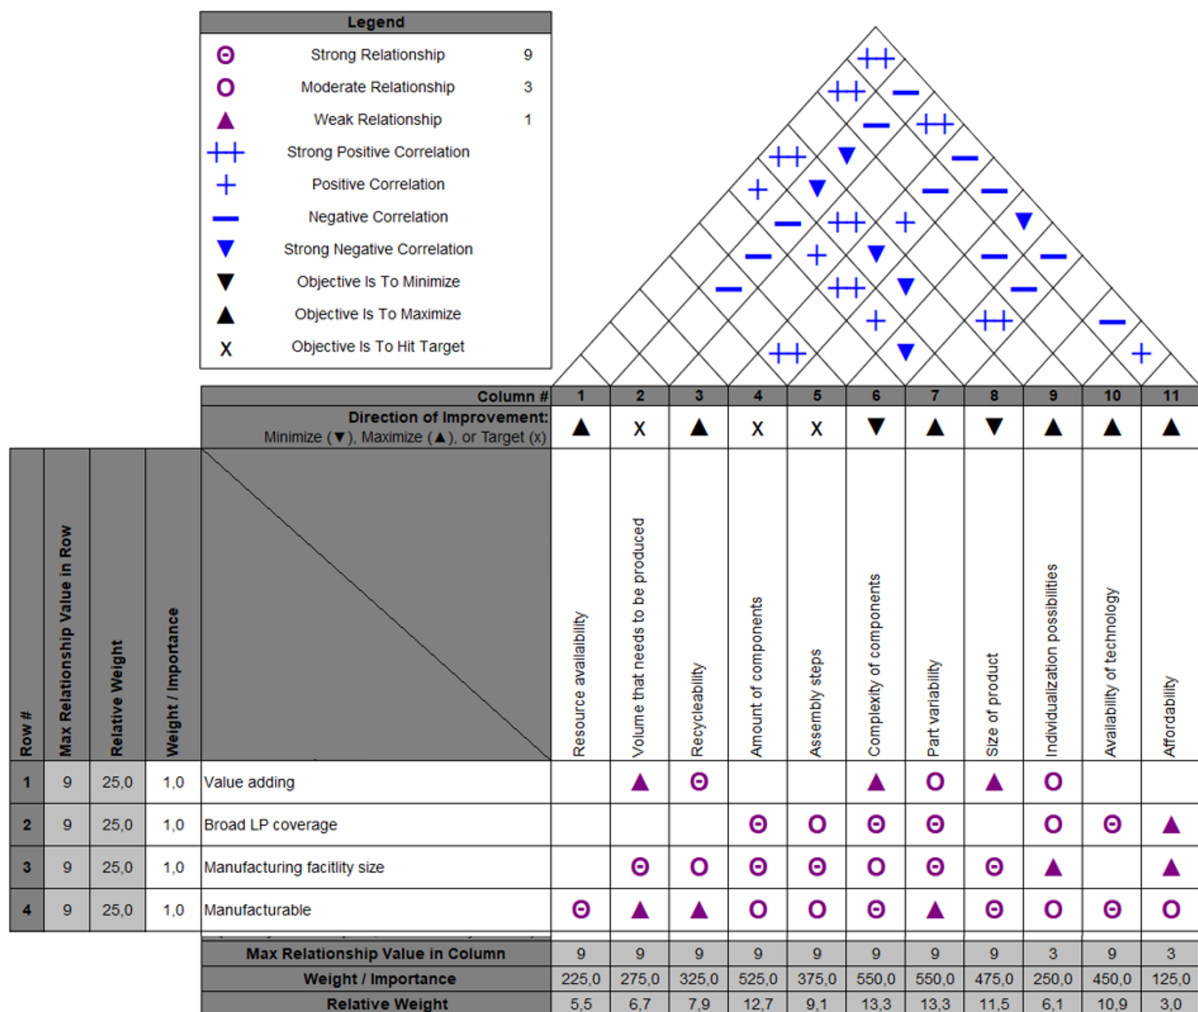 Legend
Strong Relationship 9
Moderate Relationship 3
Weak Relationship 1
Strong Positive Correlation
Positive Correlation
Negative Correlation
Strong Negative Correlation
Objective Is To Minimize
Objective Is To Maximize
x Objective Is To Hit Target
Column # 1 2 3 4 5 6 7 8 9 10 11
Direction of Improvement:
Minimize (▼), Maximize (▲), or Target (x)
▲ x ▲ x x ▼ ▲ ▼ ▲ ▲ ▲
Row #
Max Relationship Value in Row
Relative Weight
Weight / Importance
Resource availaibility
Volume that needs to be produced
Recycleability
Amount of components
Assembly steps
Complexity of components
Part variability
Size of product
Individualization possibilities
Availability of technology
Affordability
1 9 25,0 1,0 Value adding
2 9 25,0 1,0 Broad LP coverage
3 9 25,0 1,0 Manufacturing facitlity size
4 9 25,0 1,0 Manufacturable
Max Relationship Value in Column 9 9 9 9 9 9 9 9 3 9 3
Weight / Importance 225,0 275,0 325,0 525,0 375,0 550,0 550,0 475,0 250,0 450,0 125,0
Relative Weight 5,5 6,7 7,9 12,7 9,1 13,3 13,3 11,5 6,1 10,9 3,0